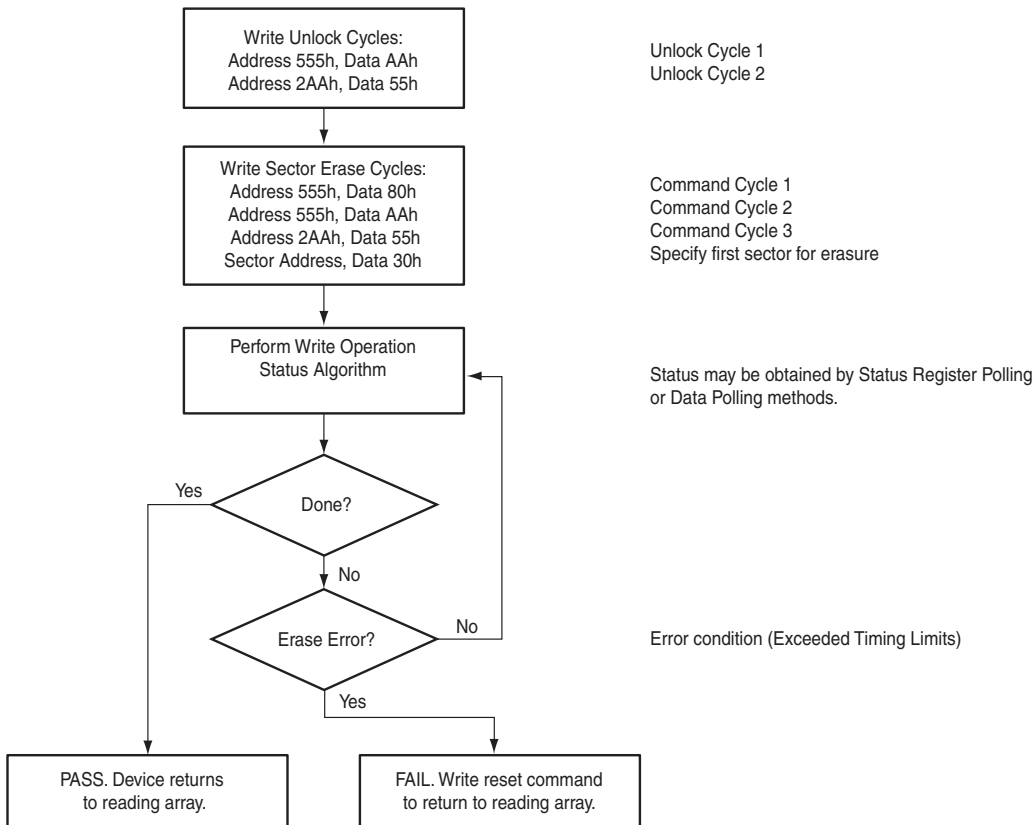 Write Unlock Cycles:
Address 555h, Data AAh
Address 2AAh, Data 55h
Unlock Cycle 1
Unlock Cycle 2
Write Sector Erase Cycles:
Address 555h, Data 80h
Address 555h, Data AAh
Address 2AAh, Data 55h
Sector Address, Data 30h
Command Cycle 1
Command Cycle 2
Command Cycle 3
Specify first sector for erasure
Perform Write Operation
Status Algorithm
Status may be obtained by Status Register Polling
or Data Polling methods.
Yes
Done?
No
Erase Error?
No
Error condition (Exceeded Timing Limits)
Yes
PASS. Device returns
to reading array.
FAIL. Write reset command
to return to reading array.